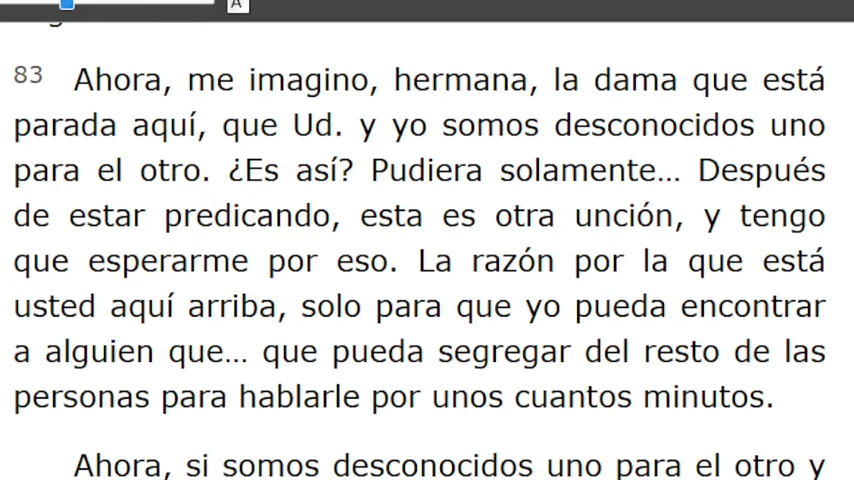 A
83 Ahora, me imagino, hermana, la dama que está
parada aquí, que Ud. y yo somos desconocidos uno
para el otro. ¿Es así? Pudiera solamente... Después
de estar predicando, esta es otra unción, y tengo
que esperarme por eso. La razón por la que está
usted aquí arriba, solo para que yo pueda encontrar
a alguien que... que pueda segregar del resto de las
personas para hablarle por unos cuantos minutos.
Ahora, si somos desconocidos uno para el otro y